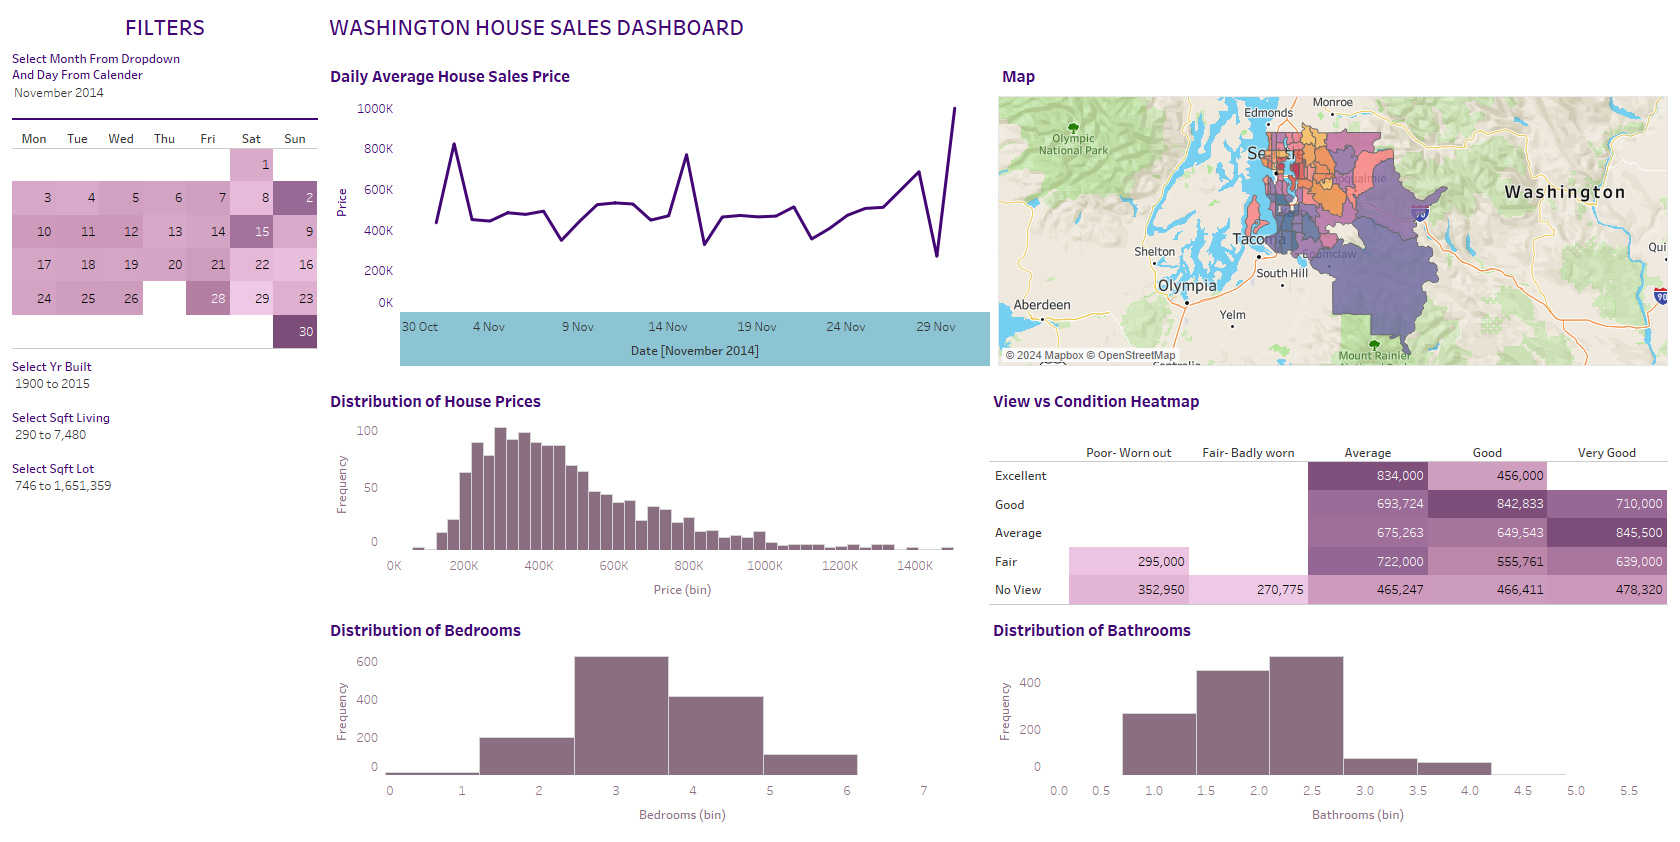 FILTERS
Select Month From Dropdown
And Day From Calender
November 2014
Mon Tue Wed Thu Fri Sat Sun
1
3 4 5 6 7 8 2
10 11 12 13 14 15 9
17 18 19 20 21 22 16
24 25 26 28 29 23
30
Select Yr Built
1900 to 2015
Select Sqft Living
290 to 7,480
Select Sqft Lot
746 to 1,651,359
WASHINGTON HOUSE SALES DASHBOARD
Daily Average House Sales Price
Price
1000K
800K
600K
400K
200K
0K
30 Oct 4 Nov 9 Nov 14 Nov 19 Nov 24 Nov 29 Nov
Date [November 2014]
Map
Monroe
Edmonds
Olympic
National Park
Washington
Tacoma
Shelton
Enumclaw
South Hill
Olympia
Aberdeen
Yelm
90
90
Mount Rainier
© 2024 Mapbox © OpenStreetMap
Distribution of House Prices
Frequency
100
50
0
0K 200K 400K 600K 800K 1000K 1200K 1400K
Price (bin)
View vs Condition Heatmap
Poor- Worn out Fair- Badly worn Average Good Very Good
Excellent 834,000 456,000
Good 693,724 842,833 710,000
Average 675,263 649,543 845,500
Fair 295,000 722,000 555,761 639,000
No View 352,950 270,775 465,247 466,411 478,320
Distribution of Bedrooms
Frequency
600
400
200
0
0 1 2 3 4 5 6 7
Bedrooms (bin)
Distribution of Bathrooms
Frequency
400
200
0
0.0 0.5 1.0 1.5 2.0 2.5 3.0 3.5 4.0 4.5 5.0 5.5
Bathrooms (bin)